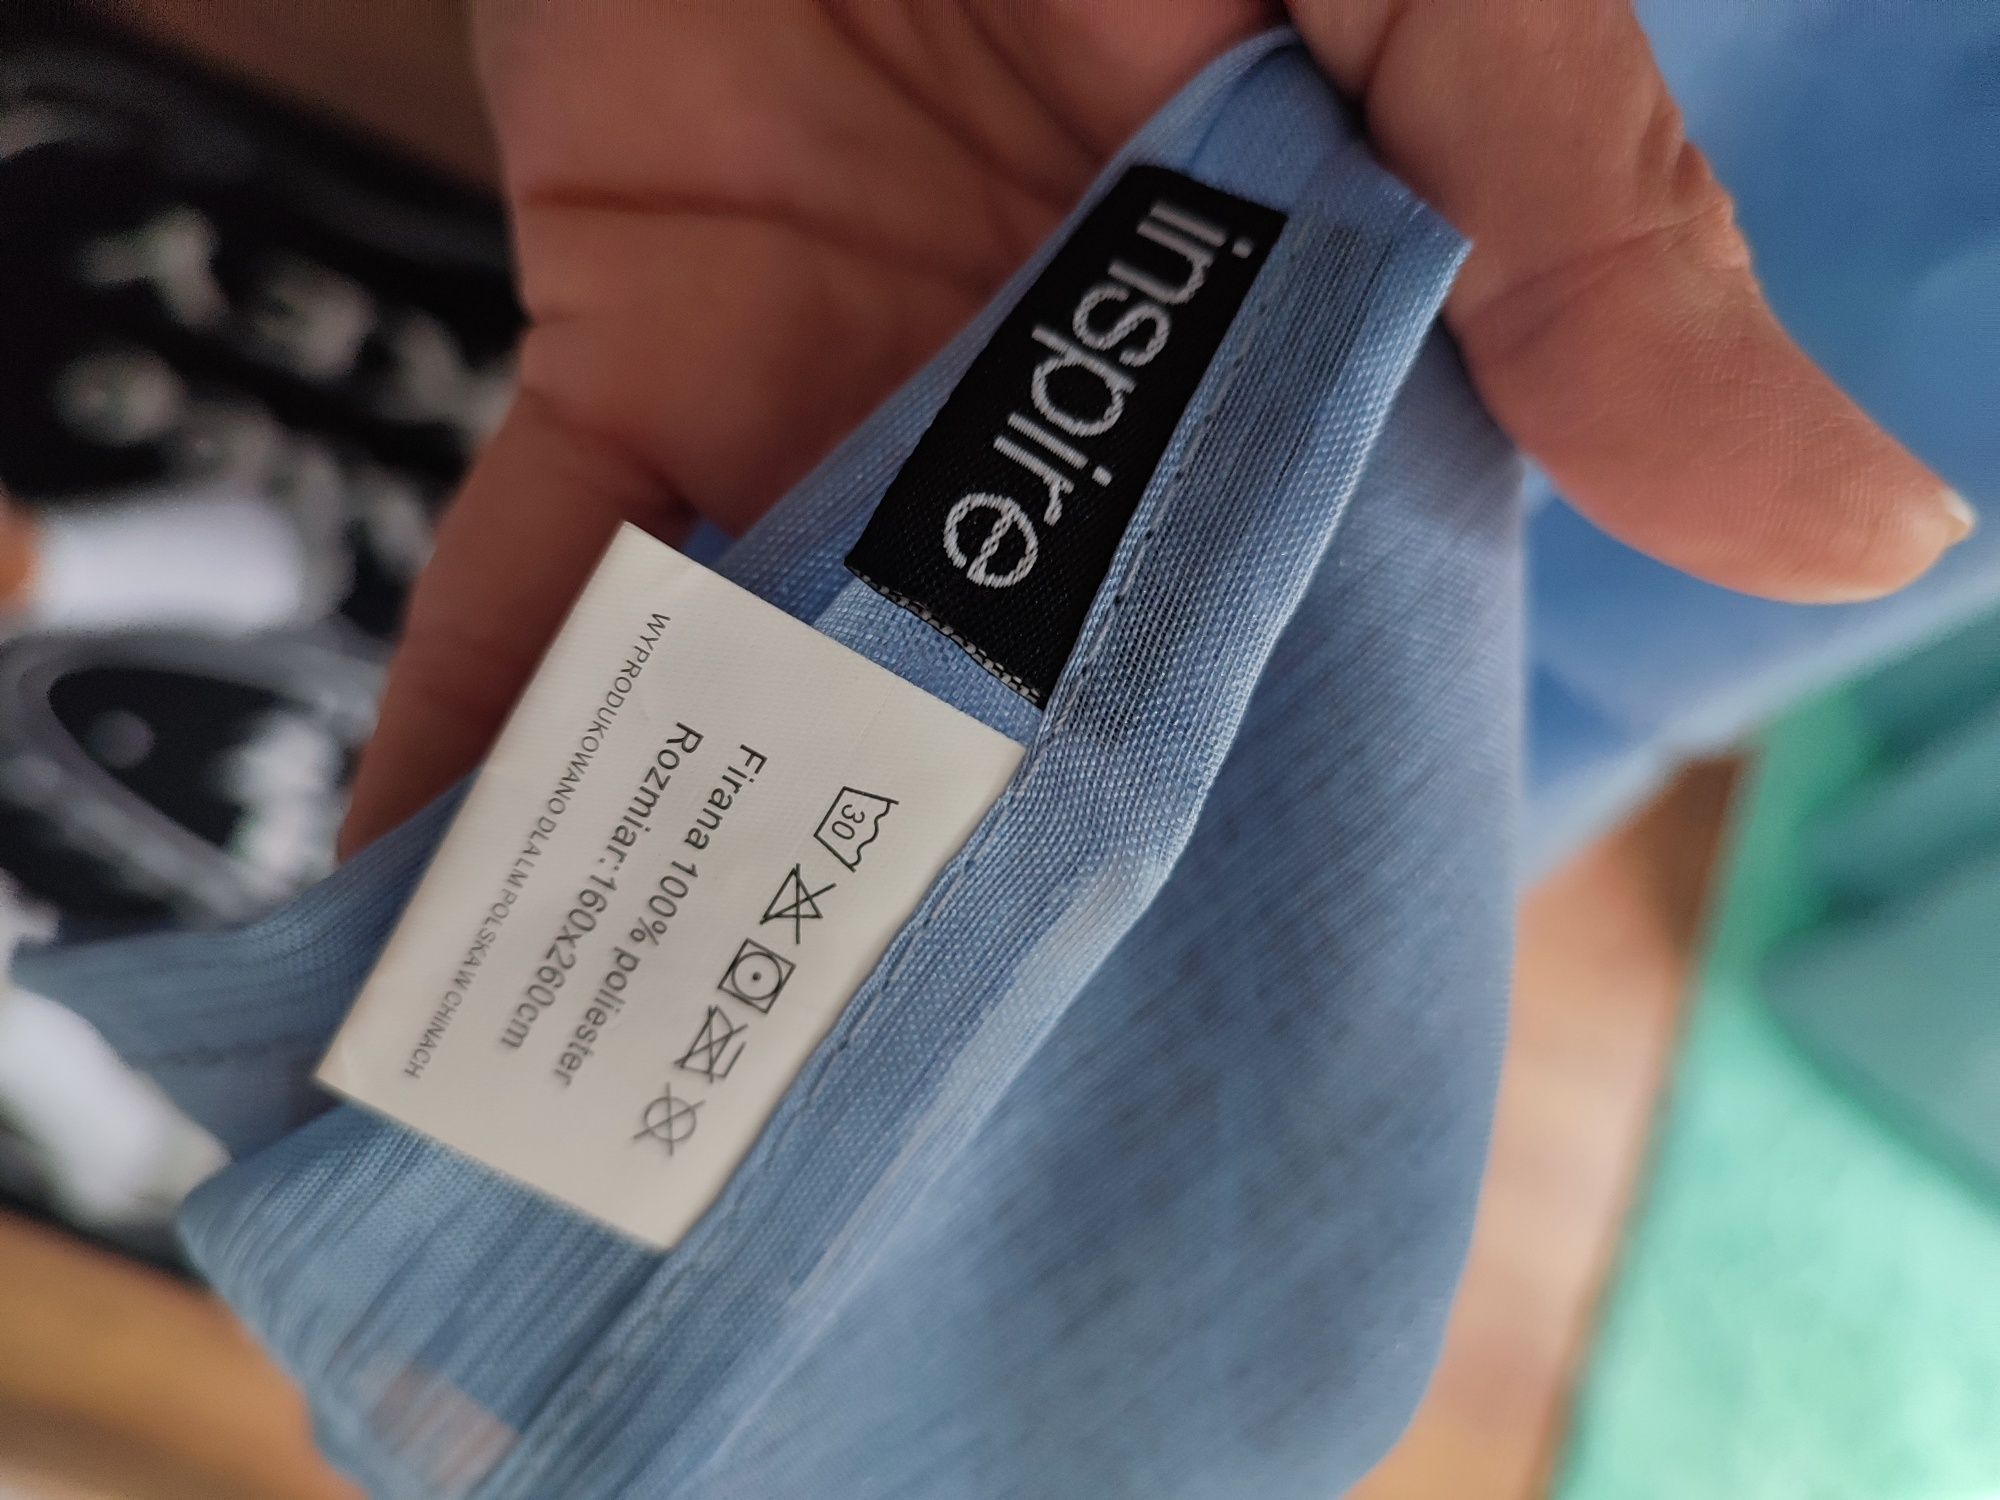 inspire
30
Firana 100% poliester
Rozmiar:160x260cm
WYPRODUKOWANO DLA LM POLSKA W CHINACH